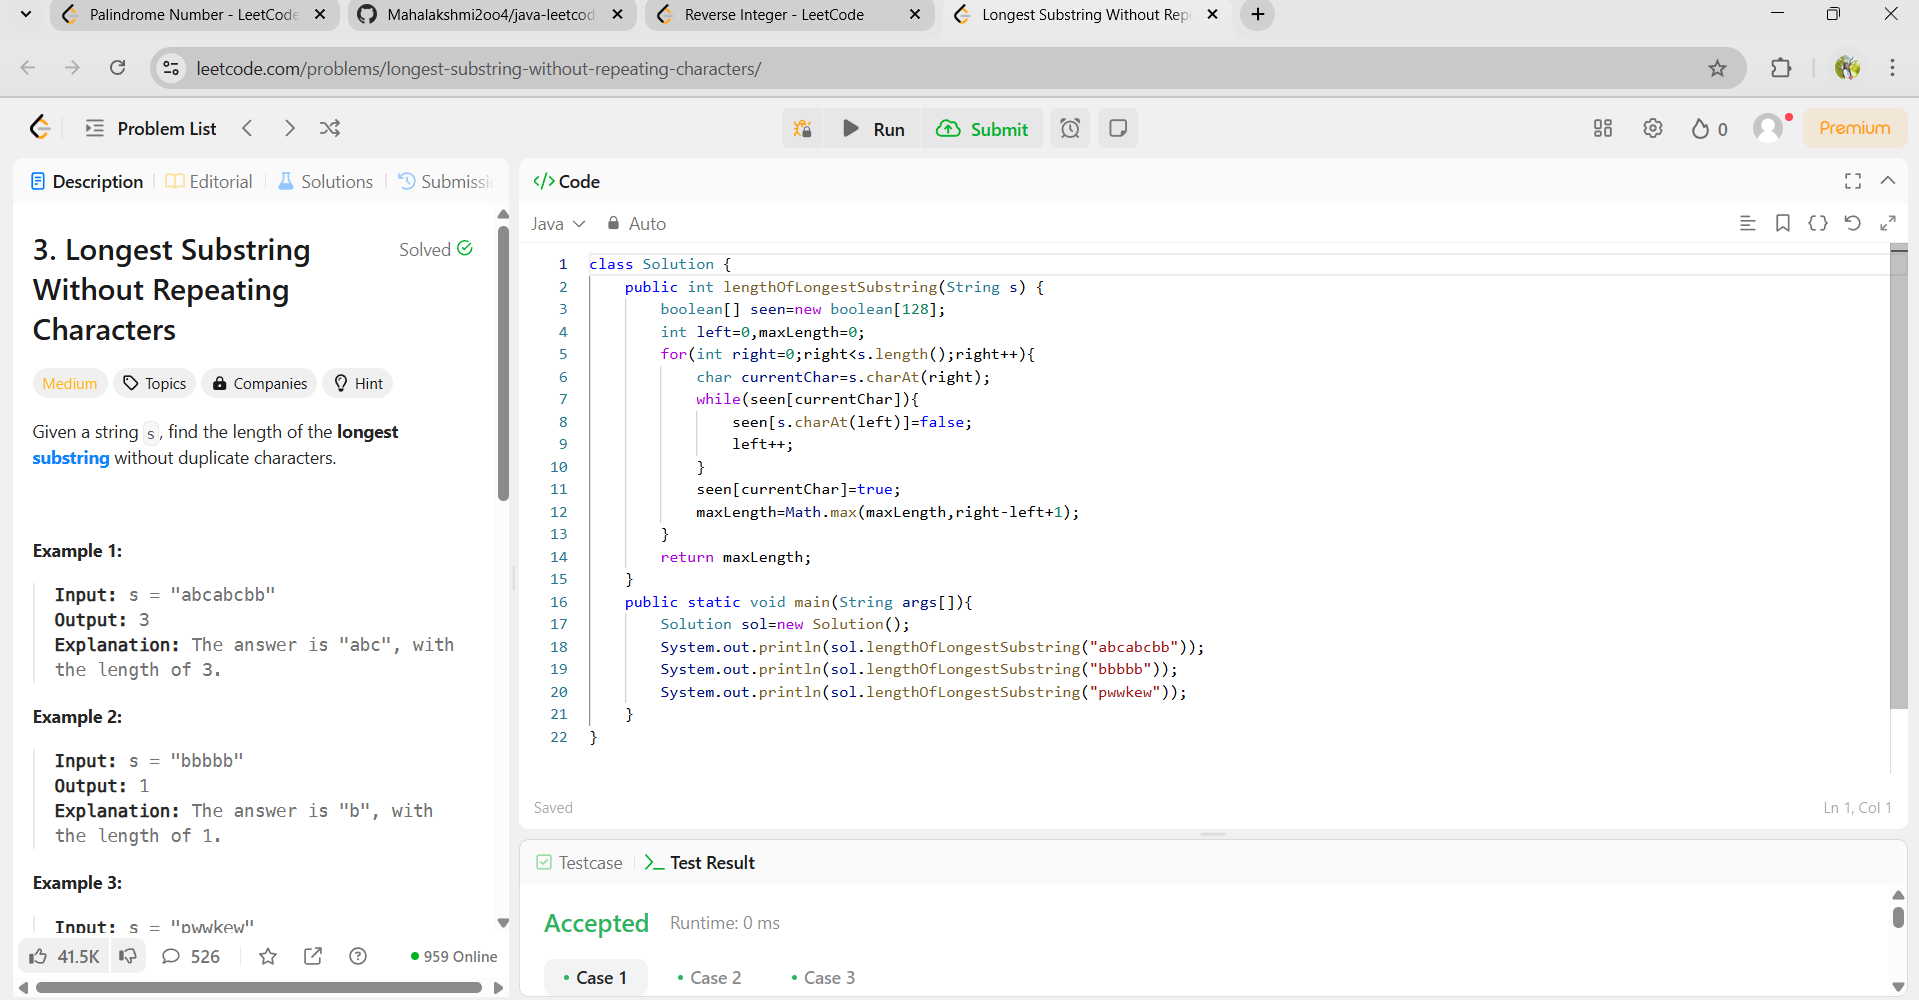 Palindrome Number - LeetCode
Mahalakshmi2oo4/java-leetcod
Reverse Integer - LeetCode
Longest Substring Without Rep
leetcode.com/problems/longest-substring-without-repeating-characters/
Problem List
Run
Submit
0
Premium
Description
Editorial
Solutions
Submissi
</> Code
Java
Auto
3. Longest Substring
Without Repeating
Characters
Solved
Medium
Topics
Companies
Hint
Given a string s, find the length of the longest
substring without duplicate characters.
Example 1:
Input: s = "abcabcbb"
Output: 3
Explanation: The answer is "abc", with
the length of 3.
Example 2:
Input: s = "bbbbb"
Output: 1
Explanation: The answer is "b", with
the length of 1.
Example 3:
Input: s = "pwwkew"
41.5K
526
959 Online
1 class Solution {
2 public int lengthOfLongestSubstring(String s) {
3 boolean[] seen=new boolean[128];
4 int left=0,maxLength=0;
5 for(int right=0;right<s.length();right++){
6 char currentChar=s.charAt(right);
7 while(seen[currentChar]){
8 seen[s.charAt(left)]=false;
9 left++;
10 }
11 seen[currentChar]=true;
12 maxLength=Math.max(maxLength,right-left+1);
13 }
14 return maxLength;
15 }
16 public static void main(String args[]){
17 Solution sol=new Solution();
18 System.out.println(sol.lengthOfLongestSubstring("abcabcbb"));
19 System.out.println(sol.lengthOfLongestSubstring("bbbbb"));
20 System.out.println(sol.lengthOfLongestSubstring("pwwkew"));
21 }
22 }
Saved
Ln 1, Col 1
Testcase
Test Result
Accepted
Runtime: 0 ms
Case 1
Case 2
Case 3